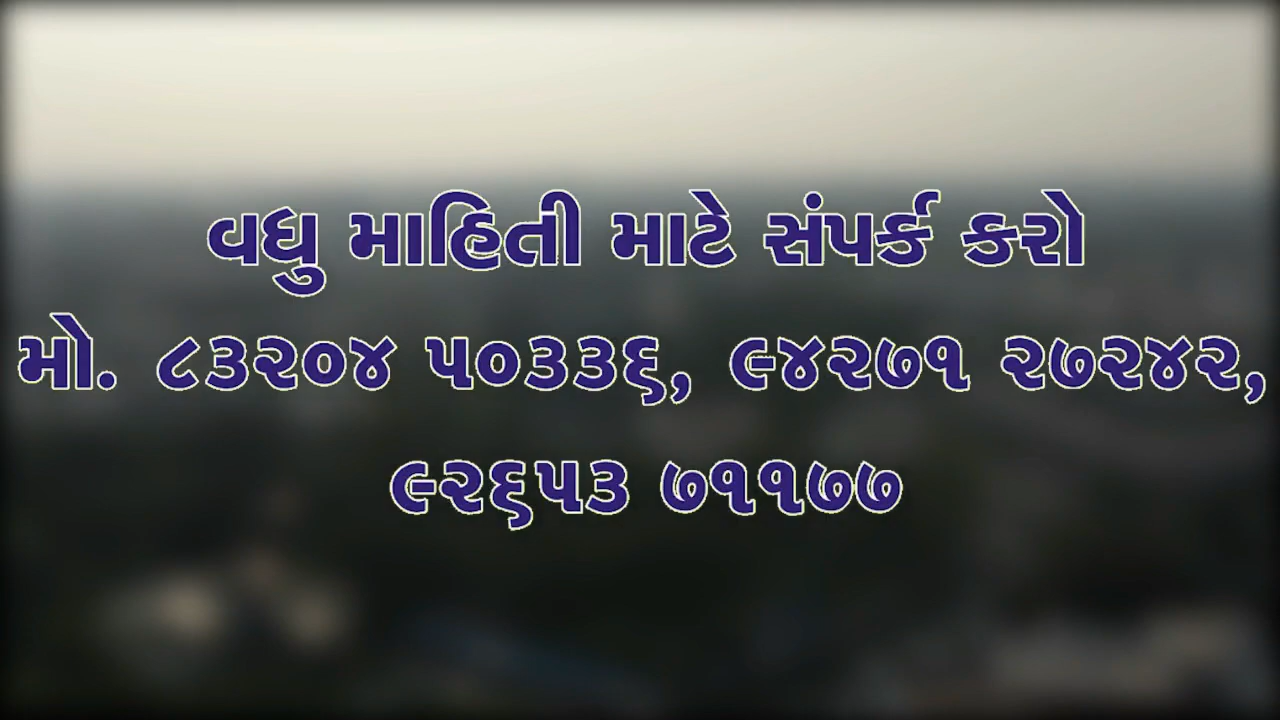 વધુ માહિતી માટે સંપર્ક કરો
મો. ૮૩૨૦૪ ૫૦૩૩૬, ૯૪૨૭૧ ૨૭૨૪૨,
૯૨૬૫૩ ૭૧૧૭૭